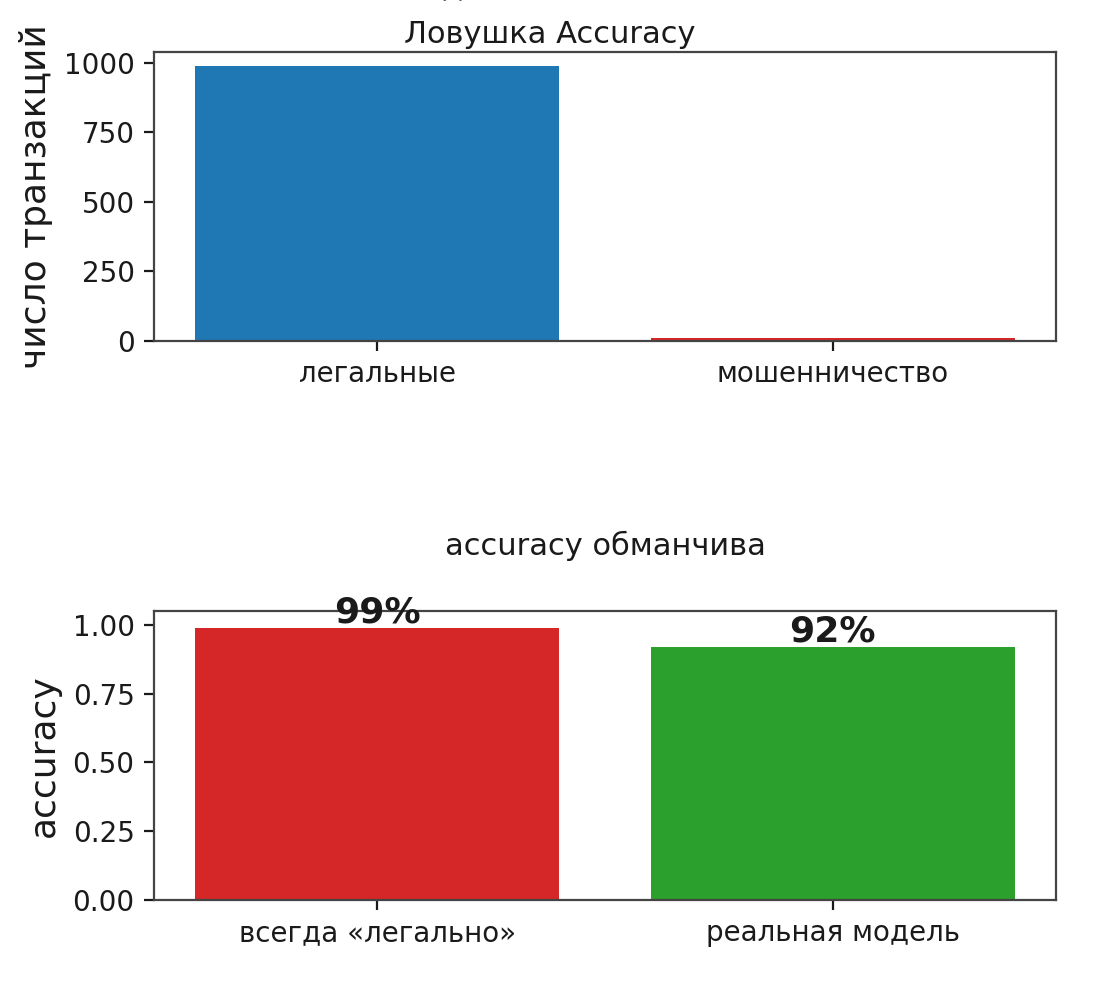 Ловушка Accuracy
число транзакций
1000
750
500
250
0
легальные мошенничество
accuracy обманчива
accuracy
1.00
0.75
0.50
0.25
0.00
99%
92%
всегда «легально» реальная модель